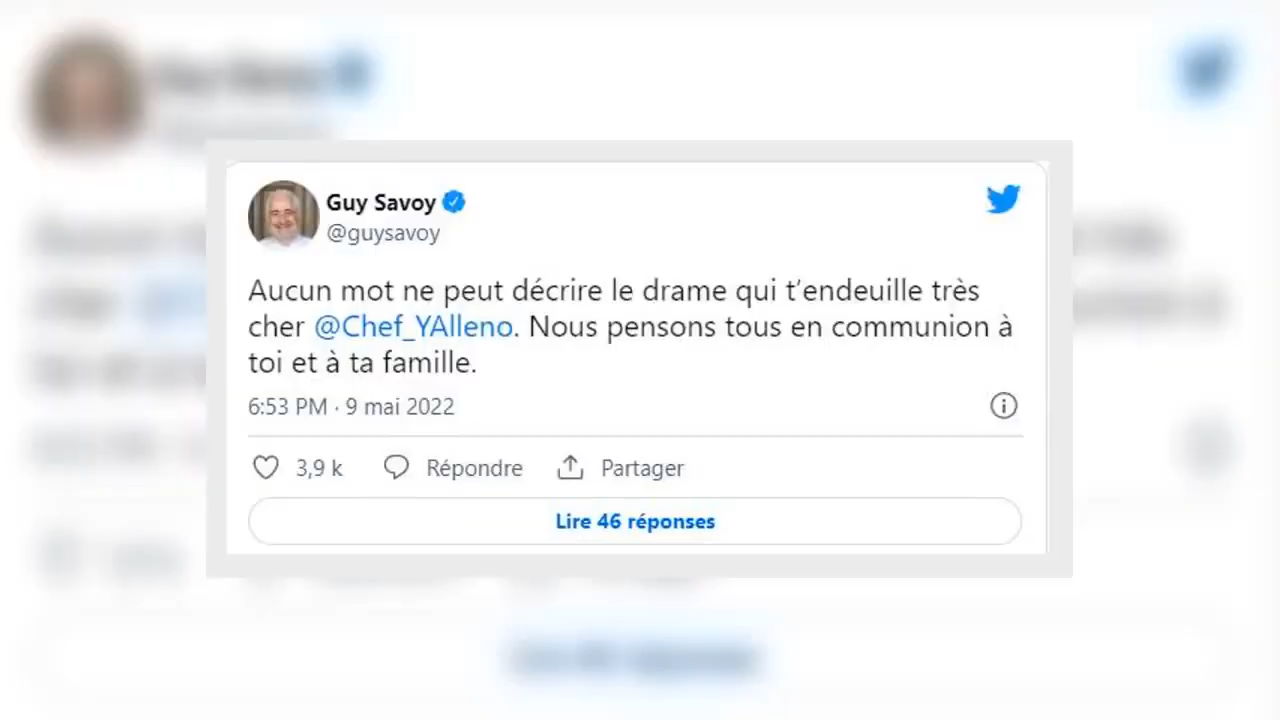 Guy Savoy
@guysavoy
Aucun mot ne peut décrire le drame qui t’endeuille très
cher @Chef_YAlleno. Nous pensons tous en communion à
toi et à ta famille.
6:53 PM · 9 mai 2022
3,9 k Répondre Partager
Lire 46 réponses